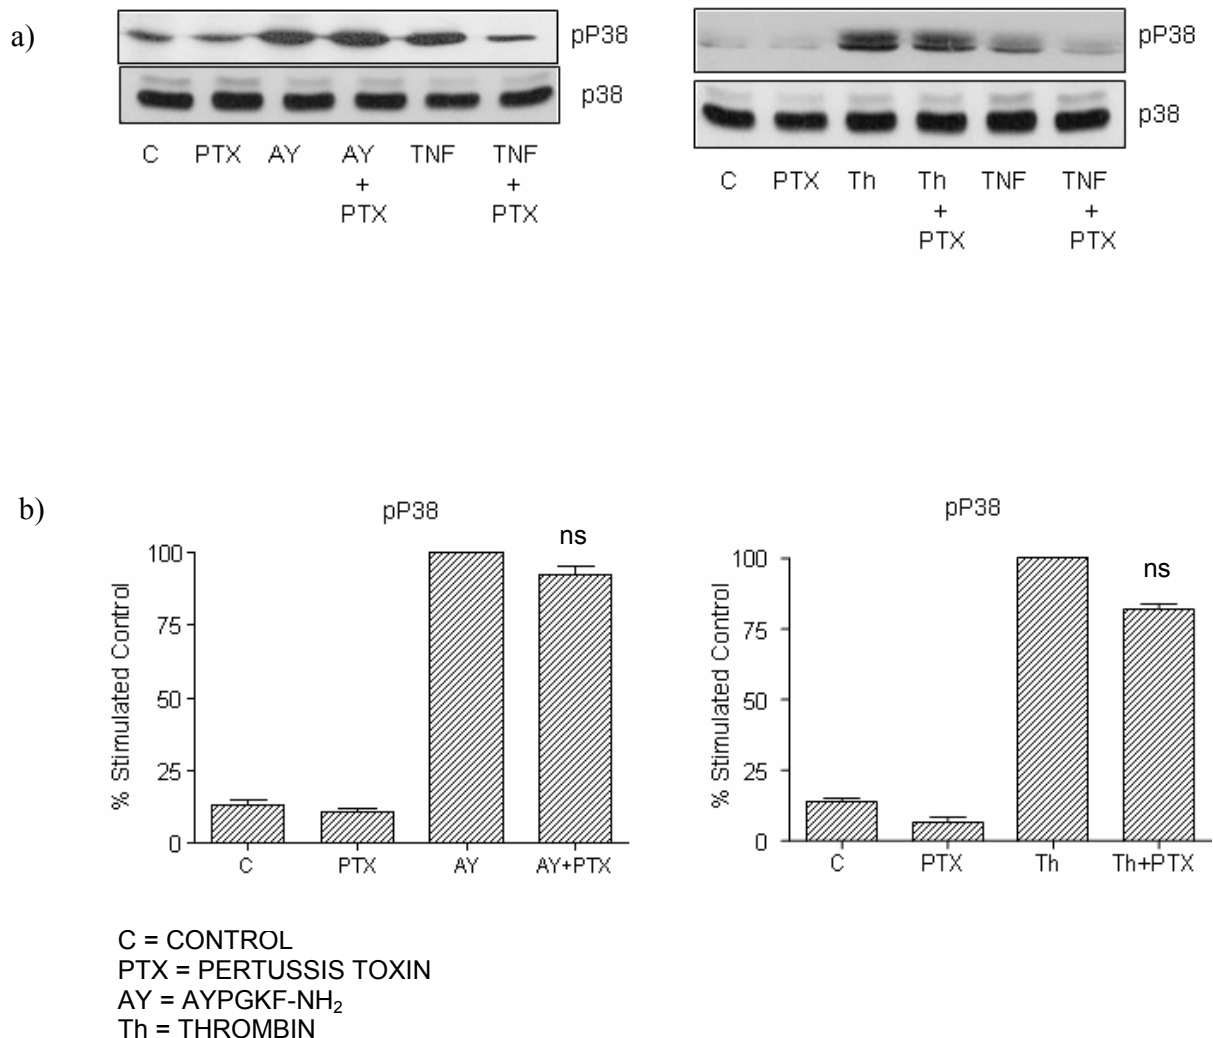 a)
pP38
p38
C PTX AY AY + PTX TNF TNF + PTX
pP38
p38
C PTX Th Th + PTX TNF TNF + PTX
b)
pP38
ns
% Stimulated Control
100
75
50
25
0
C PTX AY AY+PTX
pP38
ns
% Stimulated Control
100
75
50
25
0
C PTX Th Th+PTX
C = CONTROL
PTX = PERTUSSIS TOXIN
AY = AYPGKF-NH₂
Th = THROMBIN